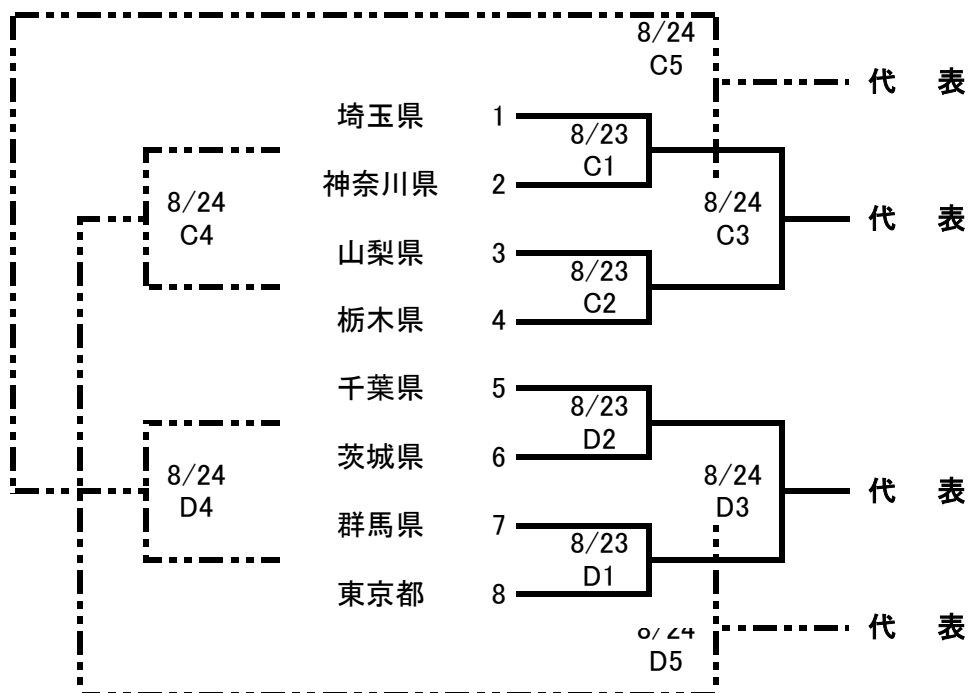 8/24
C5
代 表
埼玉県 1
8/23
C1
神奈川県 2
8/24
C4
8/24
C3
代 表
山梨県 3
8/23
C2
栃木県 4
千葉県 5
8/23
D2
茨城県 6
8/24
D4
8/24
D3
代 表
群馬県 7
8/23
D1
東京都 8
8/24
D5
代 表